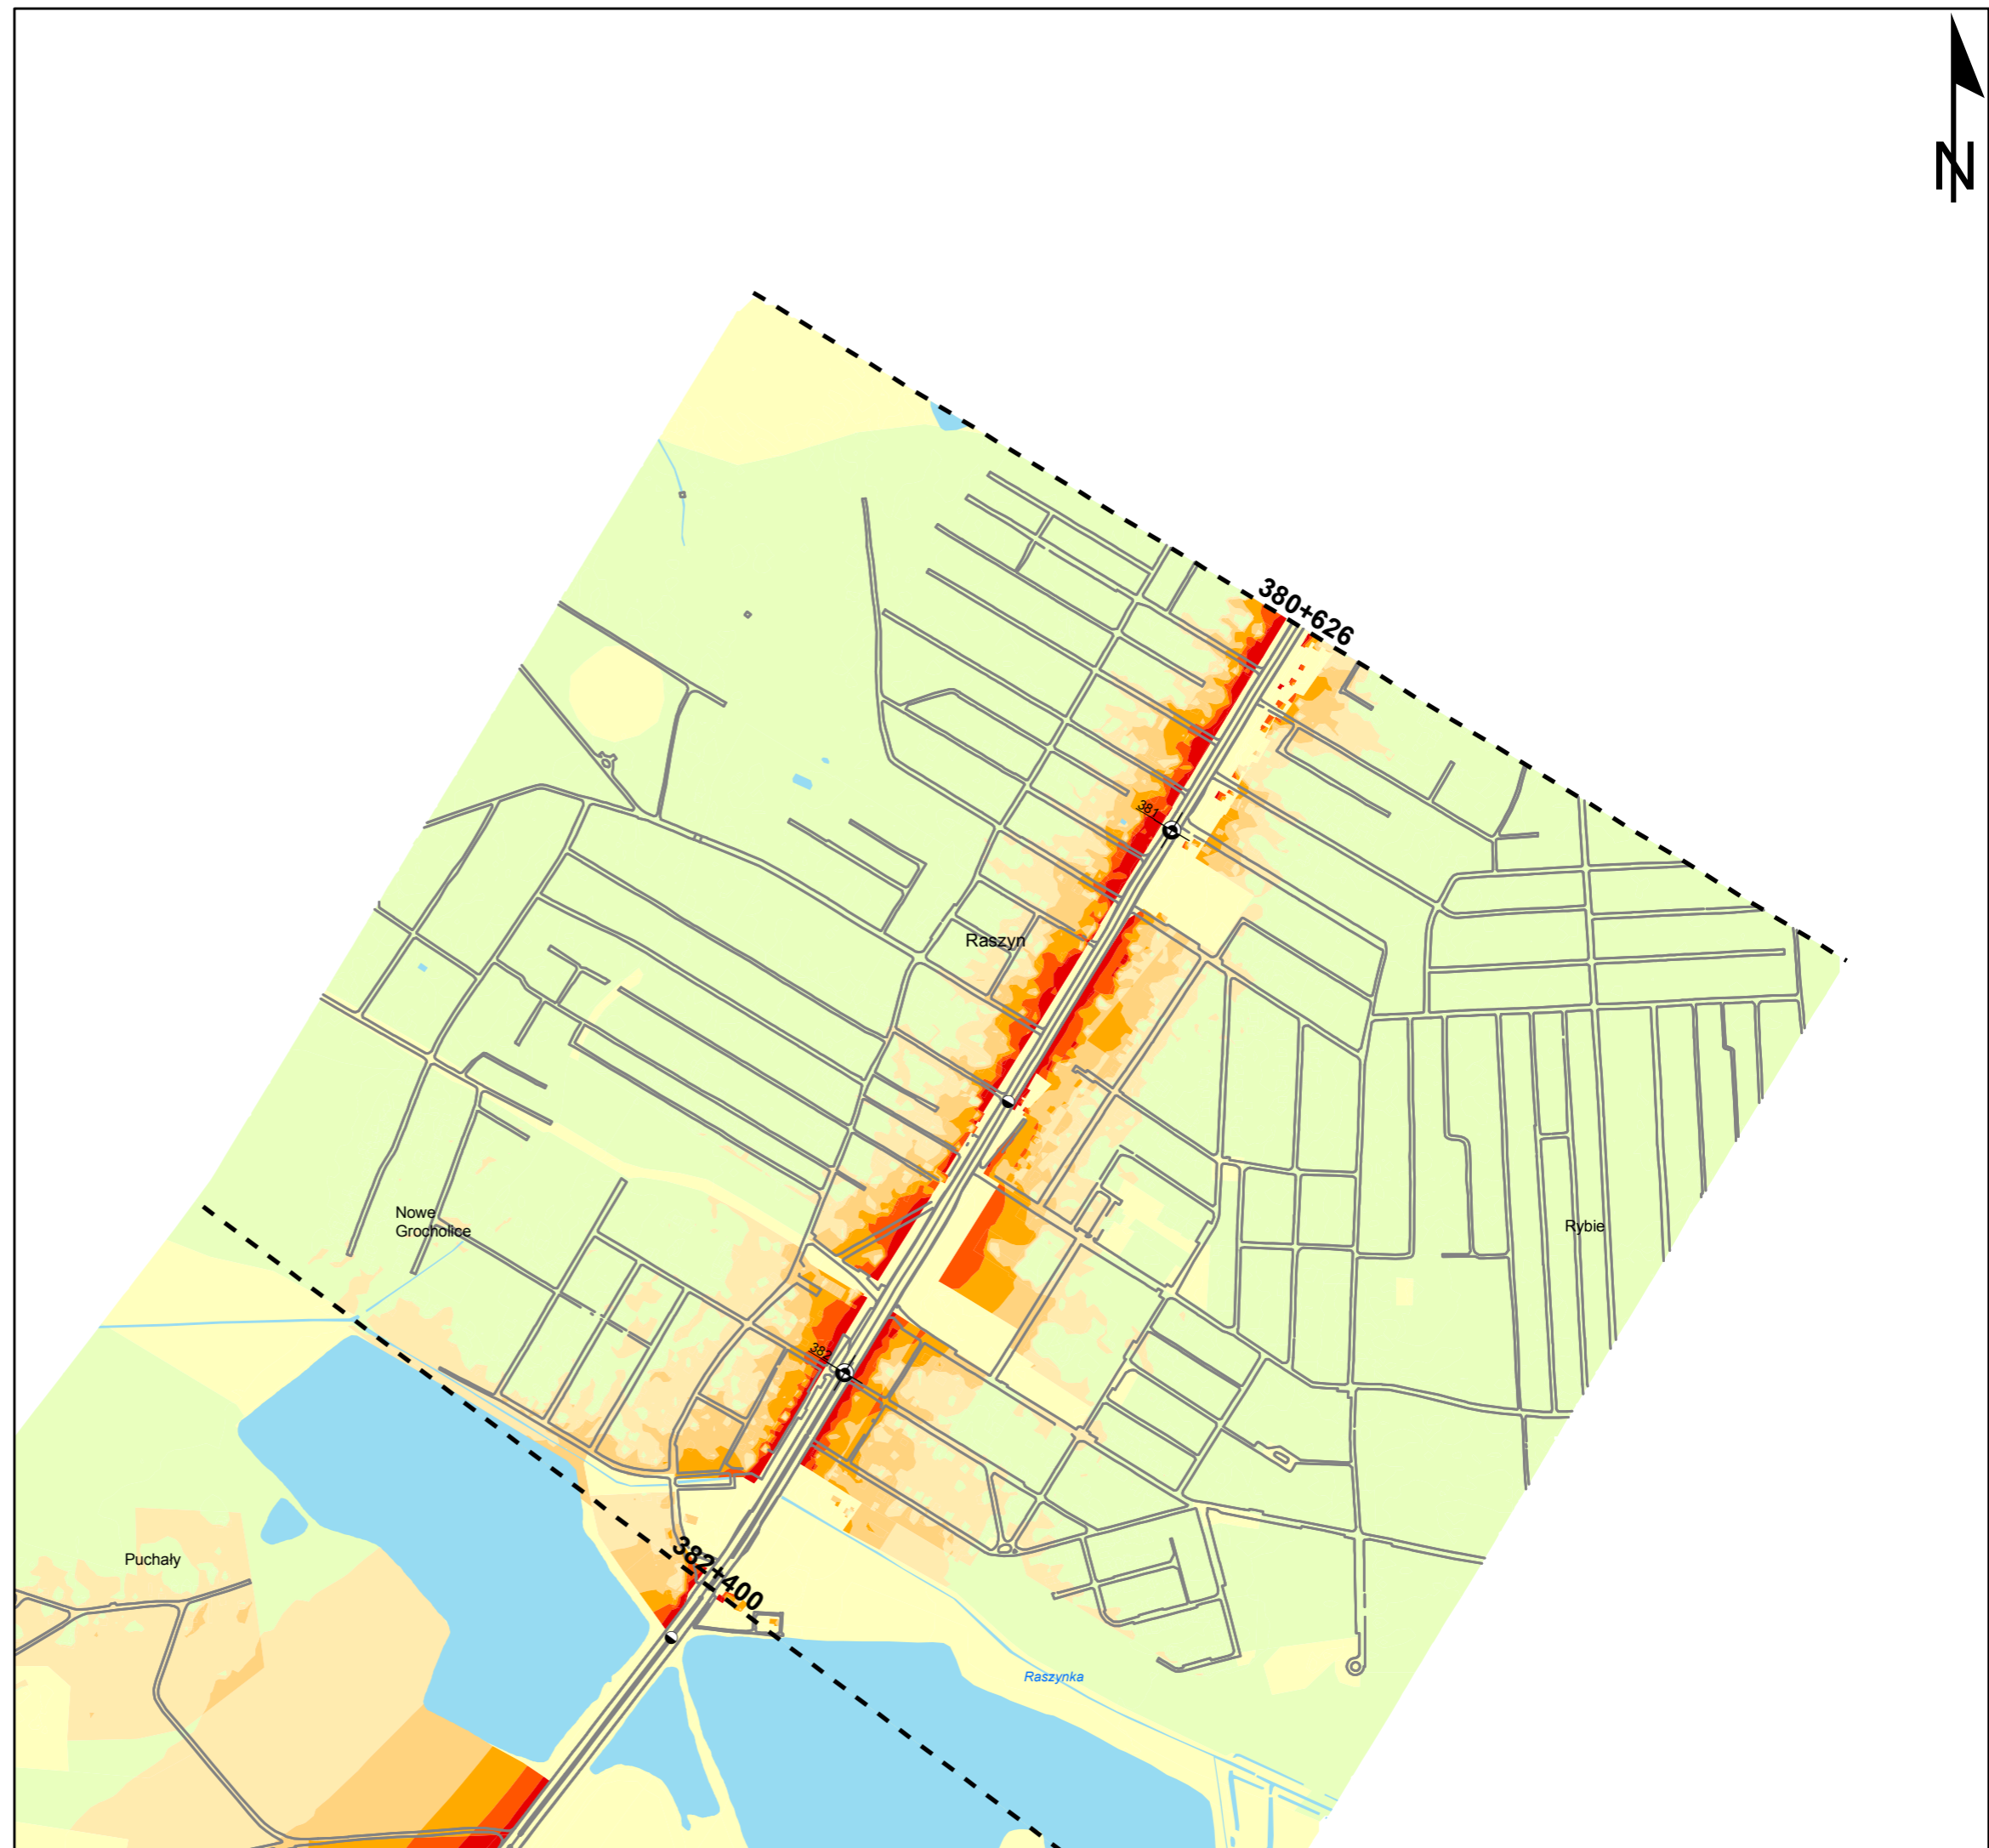 N
380+626
381
Raszyn
Nowe
Grocholice
Rybie
382
382+400
Puchały
Raszynka